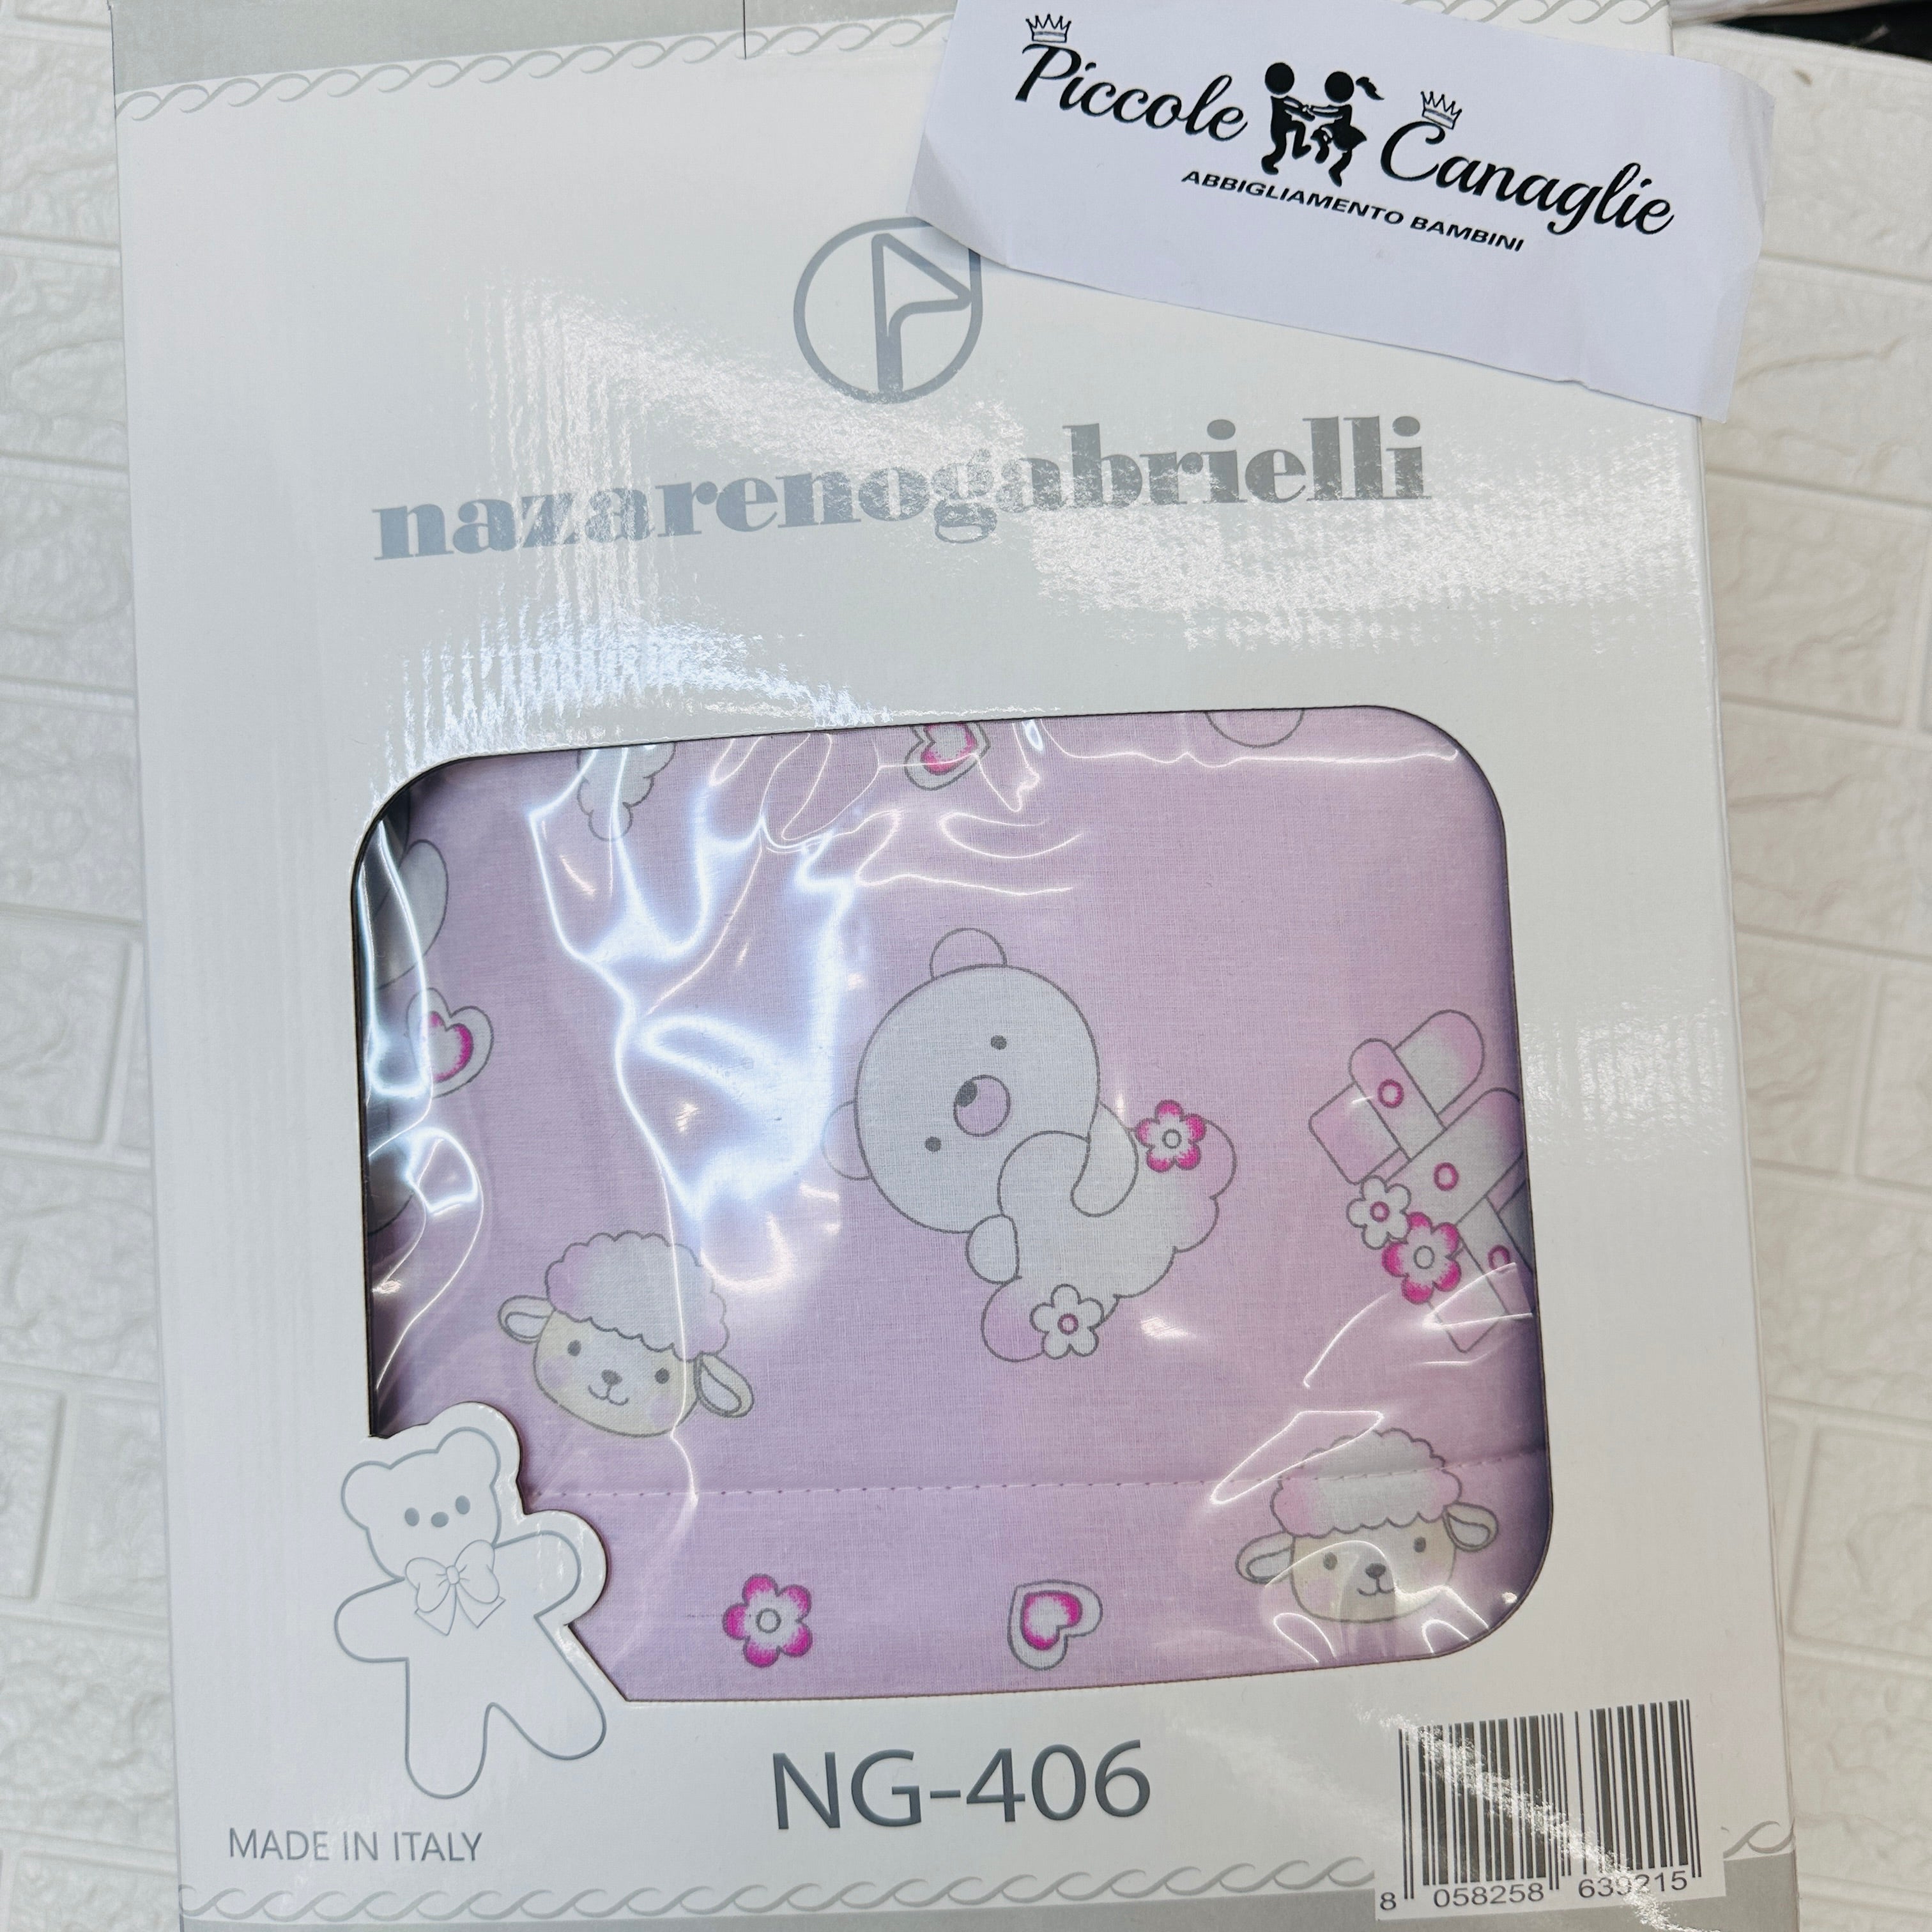 Piccole Canaglie
ABBIGLIAMENTO BAMBINI
nazarenogabrielli
NG-406
MADE IN ITALY
8 058258 639215